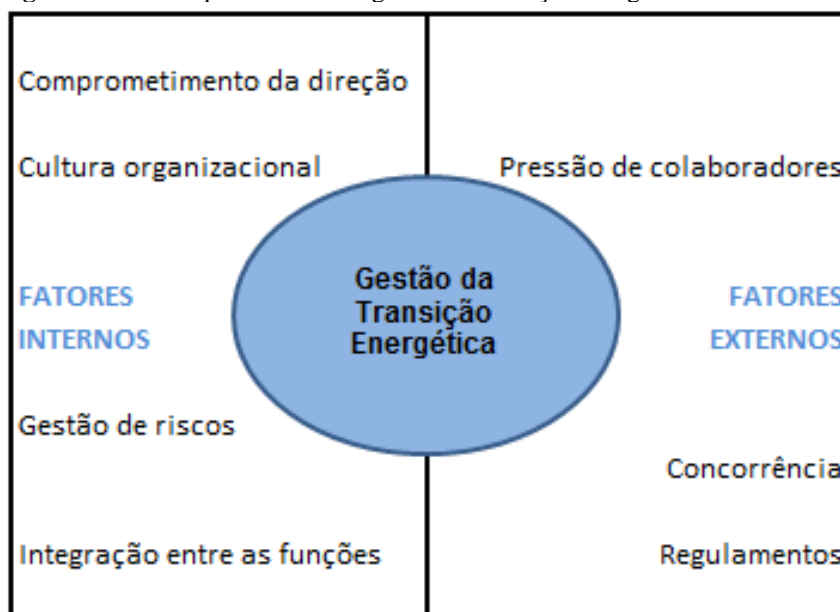 Comprometimento da direção
Cultura organizacional
Pressão de colaboradores
Gestão da
Transição
Energética
FATORES
INTERNOS
FATORES
EXTERNOS
Gestão de riscos
Concorrência
Integração entre as funções
Regulamentos